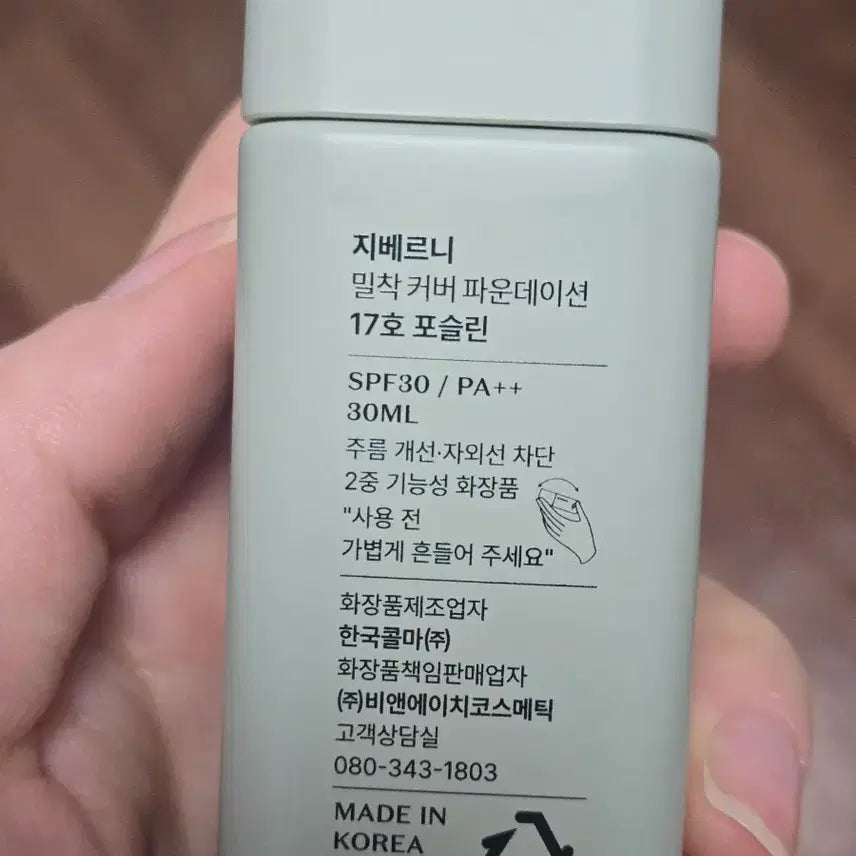 지베르니
밀착 커버 파운데이션
17호 포슬린
SPF30 / PA++
30ML
주름 개선·자외선 차단
2중 기능성 화장품
"사용 전
가볍게 흔들어 주세요"
화장품제조업자
한국콜마(주)
화장품책임판매업자
(주)비앤에이치코스메틱
고객상담실
080-343-1803
MADE IN
KOREA